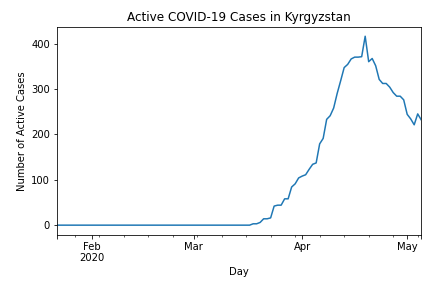 Active COVID-19 Cases in Kyrgyzstan
Number of Active Cases
400
300
200
100
0
Feb
2020
Mar
Apr
May
Day